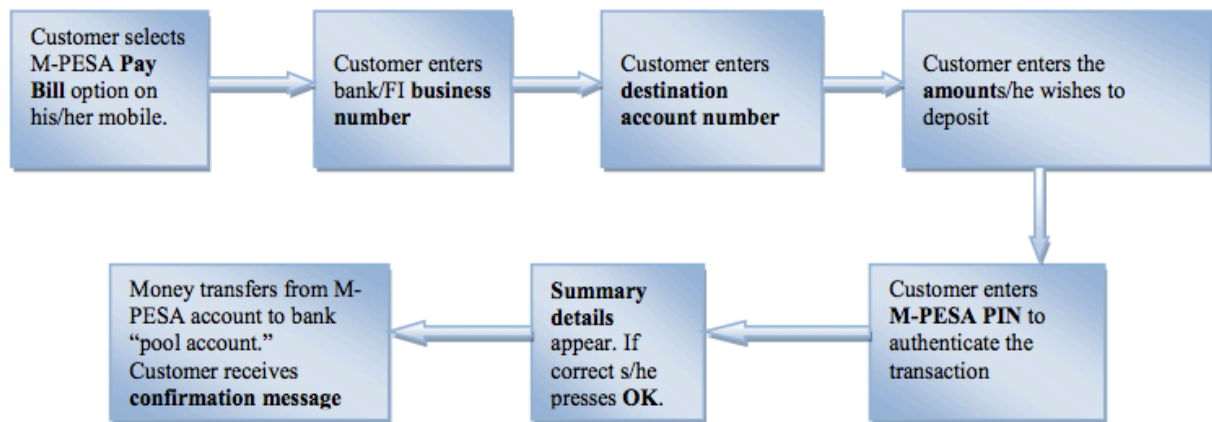 Customer selects
M-PESA Pay
Bill option on
his/her mobile.
Customer enters
bank/FI business
number
Customer enters
destination
account number
Customer enters the
amounts/he wishes to
deposit
Customer enters
M-PESA PIN to
authenticate the
transaction
Summary
details
appear. If
correct s/he
presses OK.
Money transfers from M-
PESA account to bank
“pool account.”
Customer receives
confirmation message